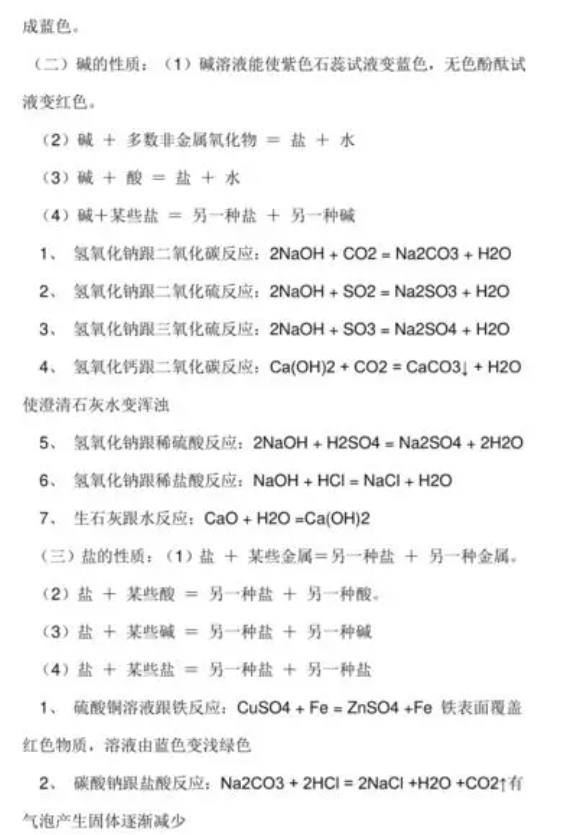 成蓝色。
（二）碱的性质：（1）碱溶液能使紫色石蕊试液变蓝色，无色酚酞试
液变红色。
（2）碱 ＋ 多数非金属氧化物 ＝ 盐 ＋ 水
（3）碱 ＋ 酸 ＝ 盐 ＋ 水
（4）碱＋某些盐 ＝ 另一种盐 ＋ 另一种碱
1、 氢氧化钠跟二氧化碳反应：2NaOH + CO2 = Na2CO3 + H2O
2、 氢氧化钠跟二氧化硫反应：2NaOH + SO2 = Na2SO3 + H2O
3、 氢氧化钠跟三氧化硫反应：2NaOH + SO3 = Na2SO4 + H2O
4、 氢氧化钙跟二氧化碳反应：Ca(OH)2 + CO2 = CaCO3↓ + H2O
使澄清石灰水变浑浊
5、 氢氧化钠跟稀硫酸反应：2NaOH + H2SO4 = Na2SO4 + 2H2O
6、 氢氧化钠跟稀盐酸反应：NaOH + HCl = NaCl + H2O
7、 生石灰跟水反应：CaO + H2O =Ca(OH)2
（三）盐的性质：（1）盐 ＋ 某些金属＝另一种盐 ＋ 另一种金属。
（2）盐 ＋ 某些酸 ＝ 另一种盐 ＋ 另一种酸。
（3）盐 ＋ 某些碱 ＝ 另一种盐 ＋ 另一种碱
（4）盐 ＋ 某些盐 ＝ 另一种盐 ＋ 另一种盐
1、 硫酸铜溶液跟铁反应：CuSO4 + Fe = ZnSO4 +Fe 铁表面覆盖
红色物质，溶液由蓝色变浅绿色
2、 碳酸钠跟盐酸反应：Na2CO3 + 2HCl = 2NaCl +H2O +CO2↑有
气泡产生固体逐渐减少